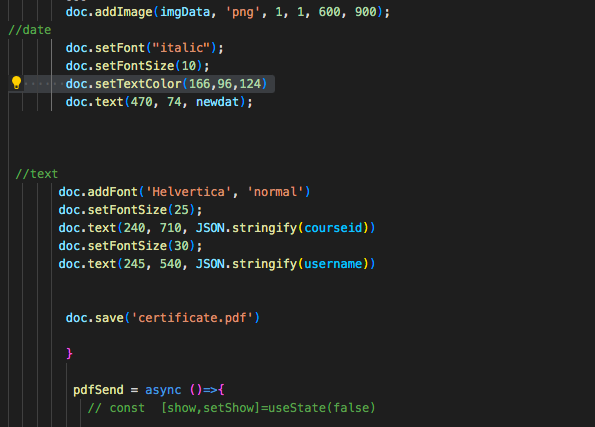 doc.addImage(imgData, 'png', 1, 1, 600, 900);
//date
doc.setFont("italic");
doc.setFontSize(10);
doc.setTextColor(166,96,124)
doc.text(470, 74, newdat);
//text
doc.addFont('Helvertica', 'normal')
doc.setFontSize(25);
doc.text(240, 710, JSON.stringify(courseid))
doc.setFontSize(30);
doc.text(245, 540, JSON.stringify(username))
doc.save('certificate.pdf')
}
pdfSend = async ()=>{
// const  [show,setShow]=useState(false)